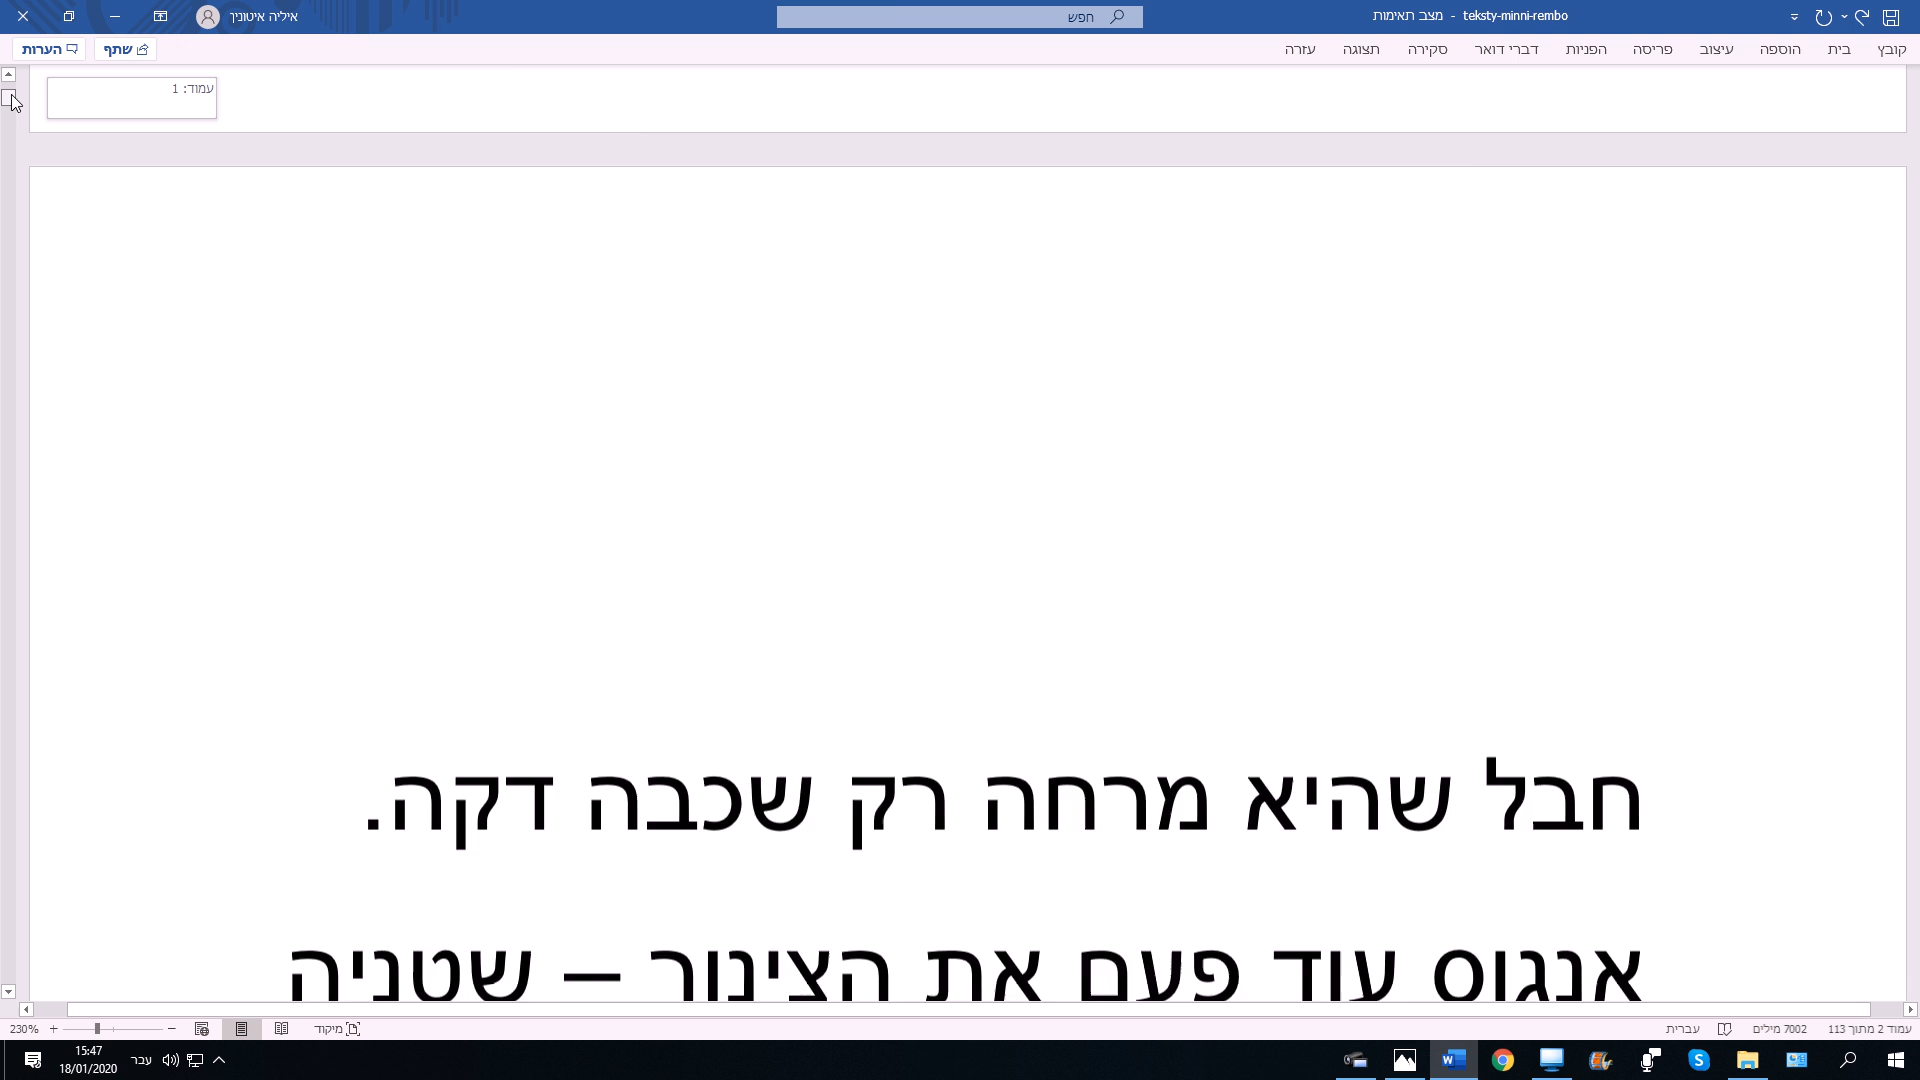 teksty-minni-rembo - מצב תאימות
חפש
איליה איטוניך
קובץ
בית
הוספה
עיצוב
פריסה
הפניות
דברי דואר
סקירה
תצוגה
עזרה
שתף
הערות
עמוד: 1
חבל שהיא מרחה רק שכבה דקה.
אנגוס עוד פעם את הצינור – שטניה
עמוד 2 מתוך 113
7002 מילים
עברית
מיקוד
230%
עבר
15:47
18/01/2020